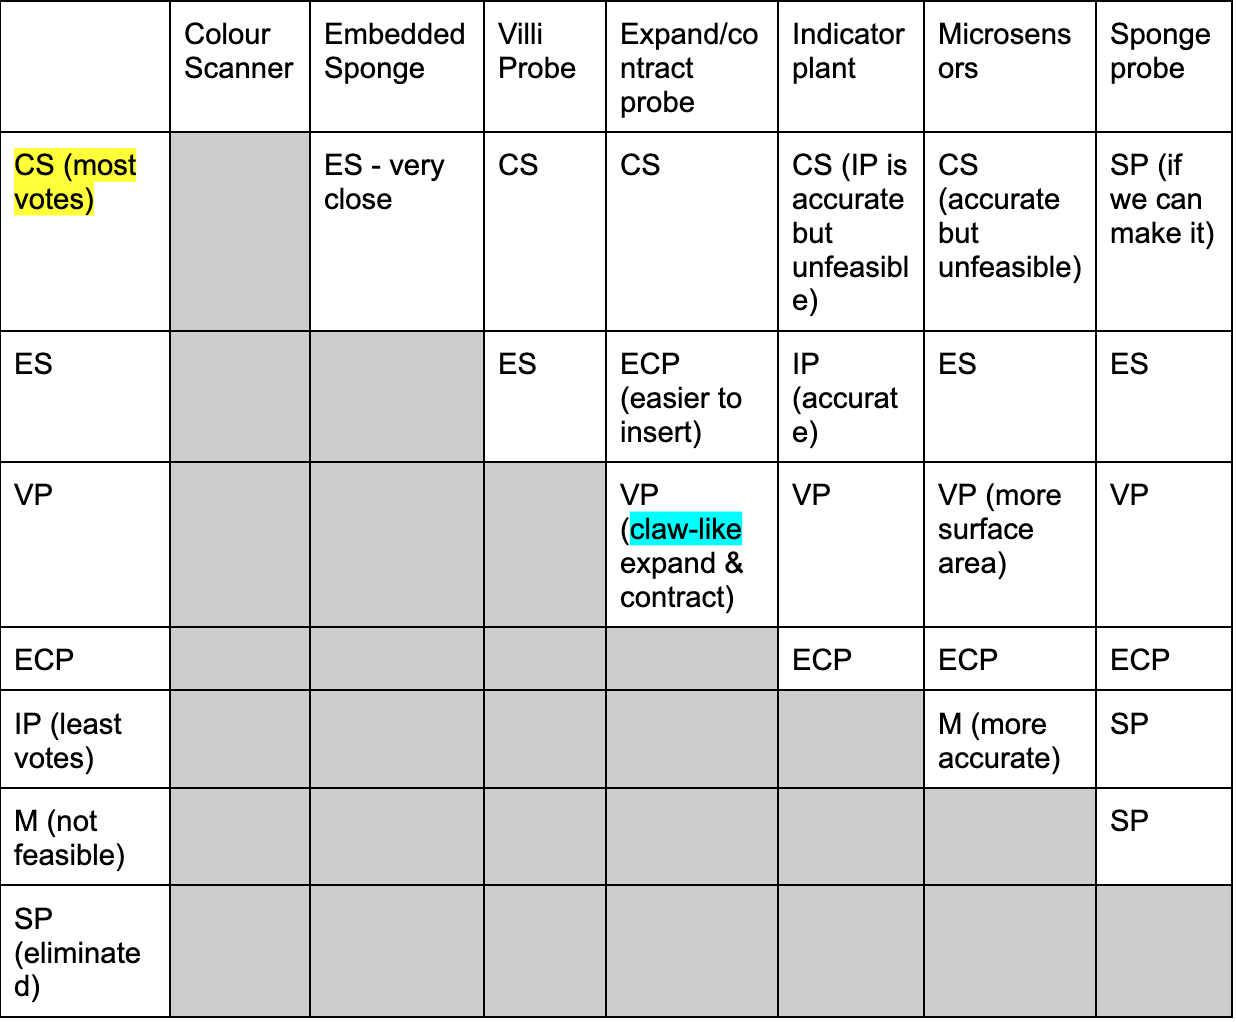 Colour Scanner
Embedded Sponge
Villi Probe
Expand/contract probe
Indicator plant
Microsensors
Sponge probe
CS (most votes)
ES - very close
CS
CS
CS (IP is accurate but unfeasible)
CS (accurate but unfeasible)
SP (if we can make it)
ES
ES
ECP (easier to insert)
IP (accurate)
ES
ES
VP
VP (claw-like expand & contract)
VP
VP (more surface area)
VP
ECP
ECP
ECP
ECP
IP (least votes)
M (more accurate)
SP
M (not feasible)
SP
SP (eliminated)